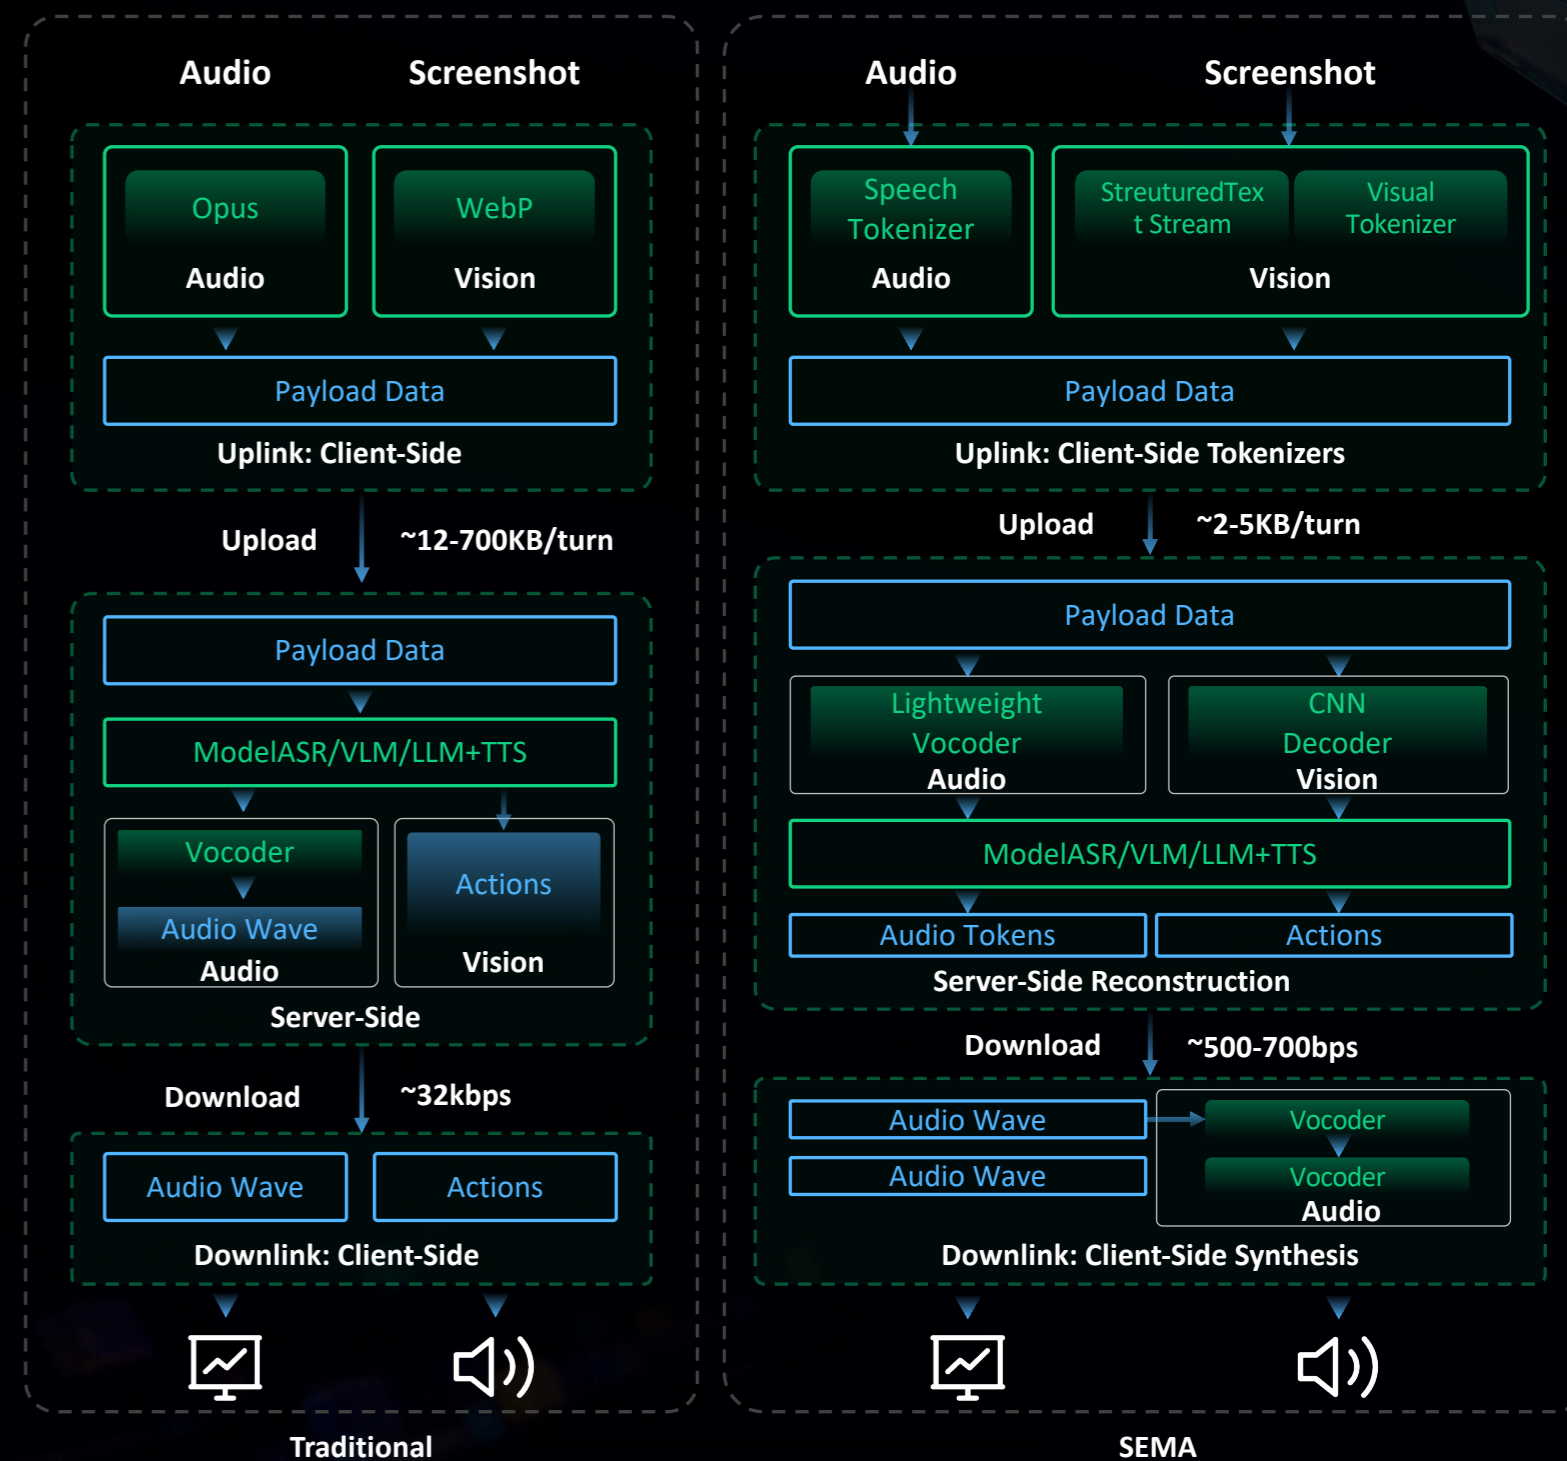 Audio
Screenshot
Opus
Audio
WebP
Vision
Payload Data
Uplink: Client-Side
Upload
~12-700KB/turn
Payload Data
ModelASR/VLM/LLM+TTS
Vocoder
Audio Wave
Audio
Actions
Vision
Server-Side
Download
~32kbps
Audio Wave
Actions
Downlink: Client-Side
Traditional
Audio
Screenshot
Speech
Tokenizer
Audio
StreuturedTex
t Stream
Visual
Tokenizer
Vision
Payload Data
Uplink: Client-Side Tokenizers
Upload
~2-5KB/turn
Payload Data
Lightweight
Vocoder
Audio
CNN
Decoder
Vision
ModelASR/VLM/LLM+TTS
Audio Tokens
Actions
Server-Side Reconstruction
Download
~500-700bps
Audio Wave
Audio Wave
Vocoder
Vocoder
Audio
Downlink: Client-Side Synthesis
SEMA